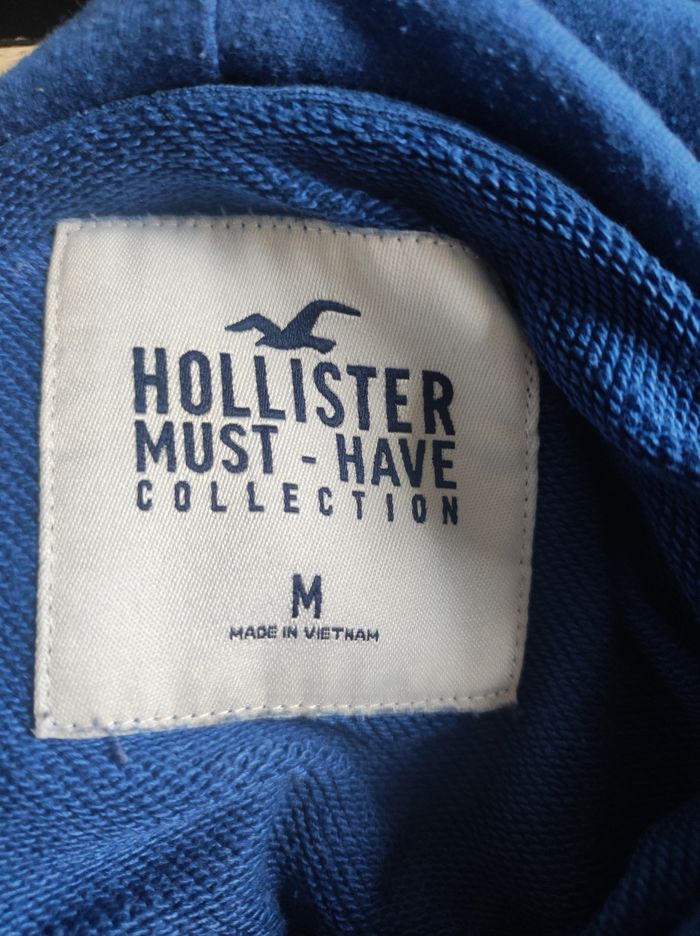 HOLLISTER
MUST - HAVE
COLLECTION
M
MADE IN VIETNAM